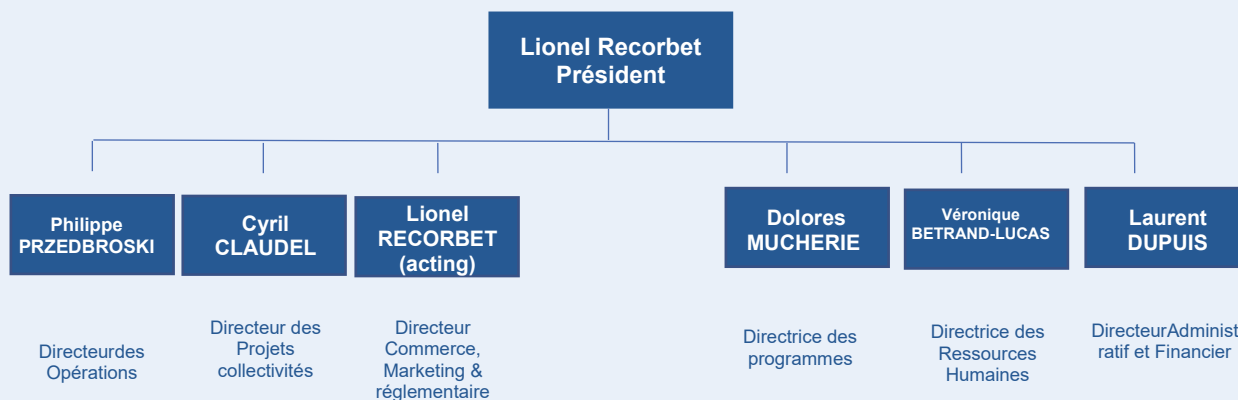 Lionel Recorbet
Président
Philippe
PRZEDBROSKI
Cyril
CLAUDEL
Lionel
RECORBET
(acting)
Dolores
MUCHERIE
Véronique
BETRAND-LUCAS
Laurent
DUPUIS
Directeurdes
Opérations
Directeur des
Projets
collectivités
Directeur
Commerce,
Marketing &
réglementaire
Directrice des
programmes
Directrice des
Ressources
Humaines
DirecteurAdminist
ratif et Financier